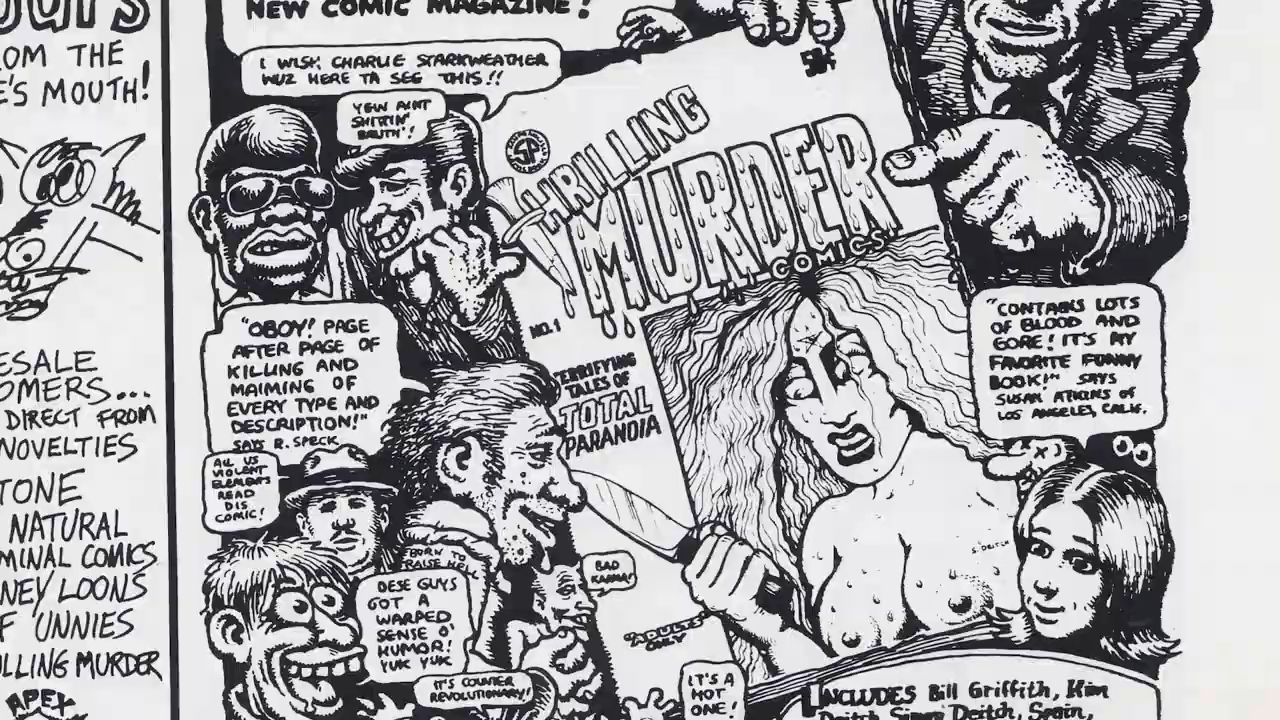 OM THE
E'S MOUTH!
ESALE
OMERS...
DIRECT FROM
NOVELTIES
TONE
NATURAL
MINAL COMICS
NEY LOONS
F 'UNNIES
LLING MURDER
APEX
NEW COMIC MAGAZINE!
I WISH CHARLIE STARKWEATHER
WUZ HERE TA SEE THIS!!
YEW AINT
SHITTIN'
BRUTH'!
THRILLING
MURDER
COMICS
NO. 1
TERRIFYING
TALES OF
TOTAL
PARANOIA
S. DEITCH
"ADULTS"
ONLY
"OBOY! PAGE
AFTER PAGE OF
KILLING AND
MAIMING OF
EVERY TYPE AND
DESCRIPTION!"
SAYS R. SPECK.
ALL US
VIOLENT
ELEMENTS
READ
DIS
COMIC!
BORN TO
RAISE HELL
DESE GUYS
GOT A
WARPED
SENSE O'
HUMOR!
YUK YUK
BAD
KARMA!
IT'S COUNTER
REVOLUTIONARY!
IT'S A
HOT
ONE!
"CONTAINS LOTS
OF BLOOD AND
GORE! IT'S MY
FAVORITE FUNNY
BOOK!" SAYS
SUSAN ATKINS OF
LOS ANGELES, CALIF.
INCLUDES Bill Griffith, Kim
Deitch, Simon Deitch, Spain,